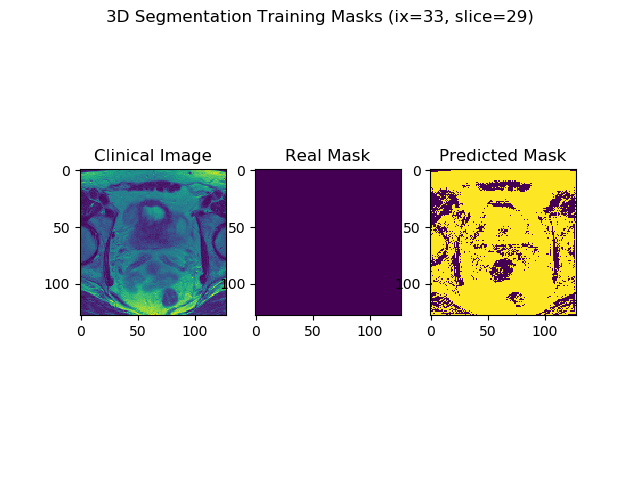 3D Segmentation Training Masks (ix=33, slice=29)
Clinical Image Real Mask Predicted Mask
0 0 0
50 50 50
100 100 100
0 50 100 0 50 100 0 50 100